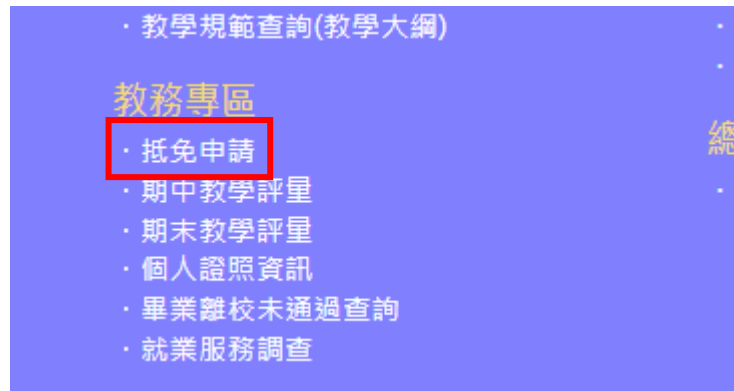 ・教學規範查詢(教學大綱)
教務專區
・抵免申請
・期中教學評量
・期末教學評量
・個人證照資訊
・畢業離校未通過查詢
・就業服務調查
總